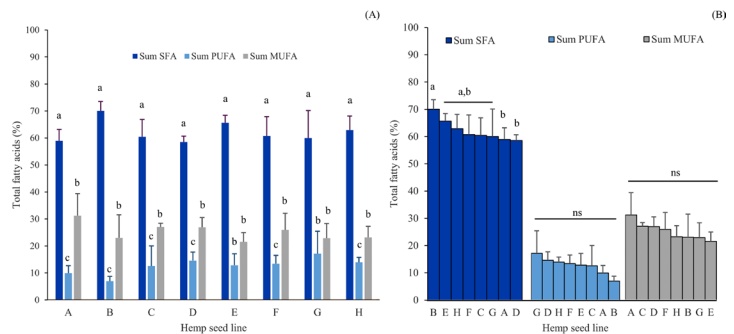 (A)
100
90
80
70
60
50
40
30
20
10
0
Total fatty acids (%)
Sum SFA Sum PUFA Sum MUFA
a a a a a a a a
b b b b b b b b
c c c c c c b c
A B C D E F G H
Hemp seed line
(B)
100
90
80
70
60
50
40
30
20
10
0
Total fatty acids (%)
Sum SFA Sum PUFA Sum MUFA
a a,b b b
ns ns
B E H F C G A D G D H F E C A B A C D F H B G E
Hemp seed line